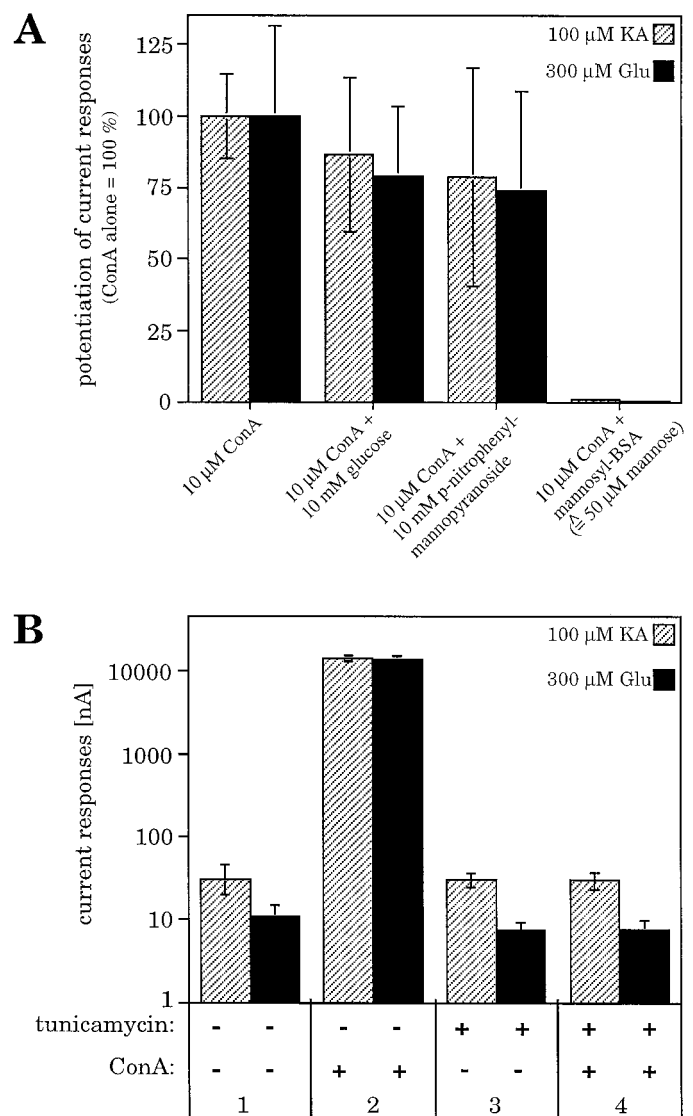 A
potentiation of current responses
(ConA alone = 100 %)
125
100
75
50
25
0
100 µM KA
300 µM Glu
10 µM ConA
10 µM ConA +
10 mM glucose
10 µM ConA +
10 mM p-nitrophenyl-
mannopyranoside
10 µM ConA +
mannosyl-BSA
(≙ 50 µM mannose)
B
current responses [nA]
10000
1000
100
10
1
100 µM KA
300 µM Glu
tunicamycin: - - - - + + + +
ConA: - - + + - - + +
1 2 3 4